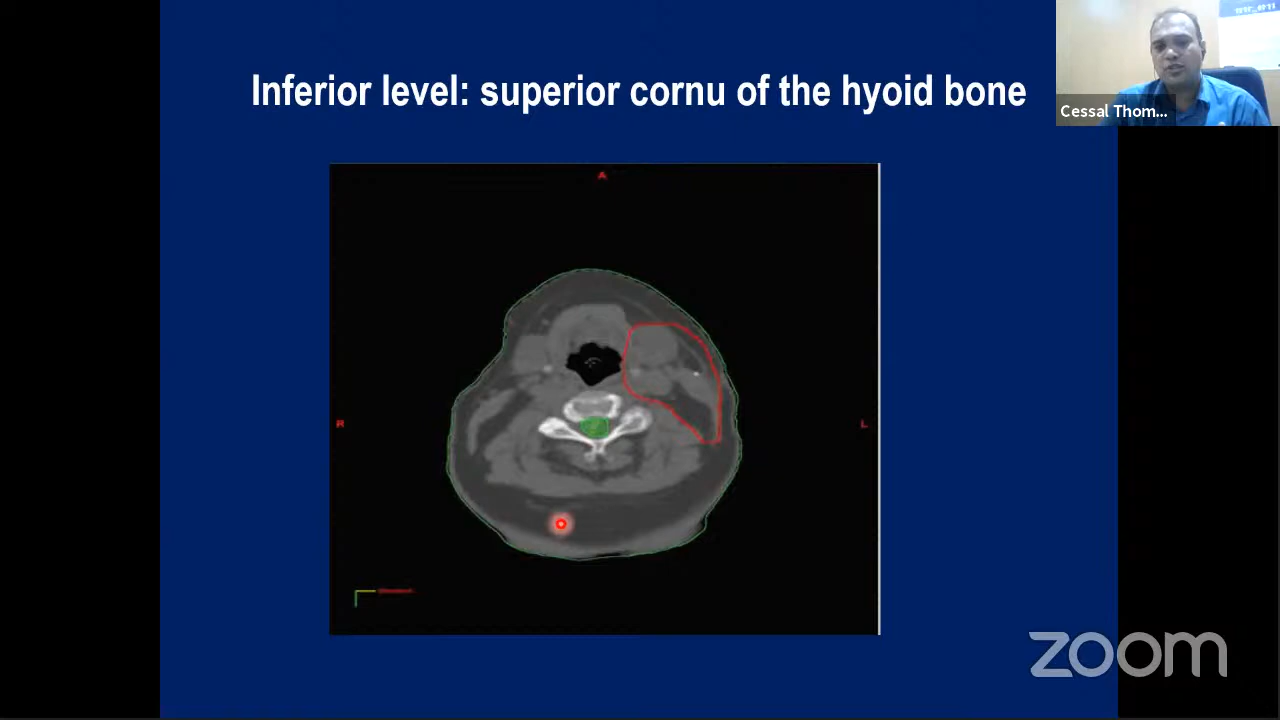 Inferior level: superior cornu of the hyoid bone
Cessal Thom...
A
R
L
zoom